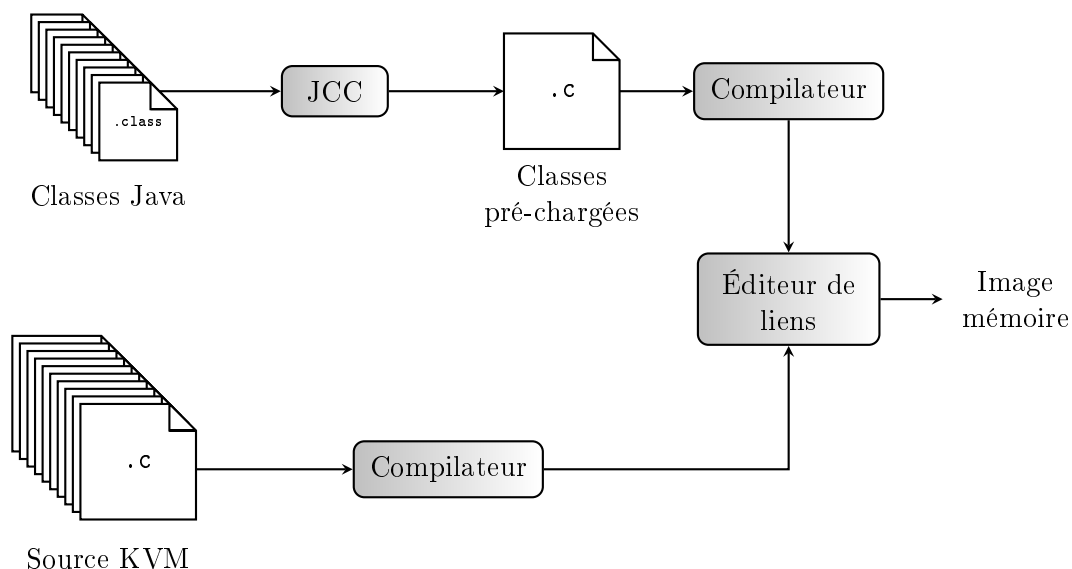 .class
Classes Java
JCC
.c
Classes
pré-chargées
Compilateur
Éditeur de
liens
Image
mémoire
.c
Source KVM
Compilateur